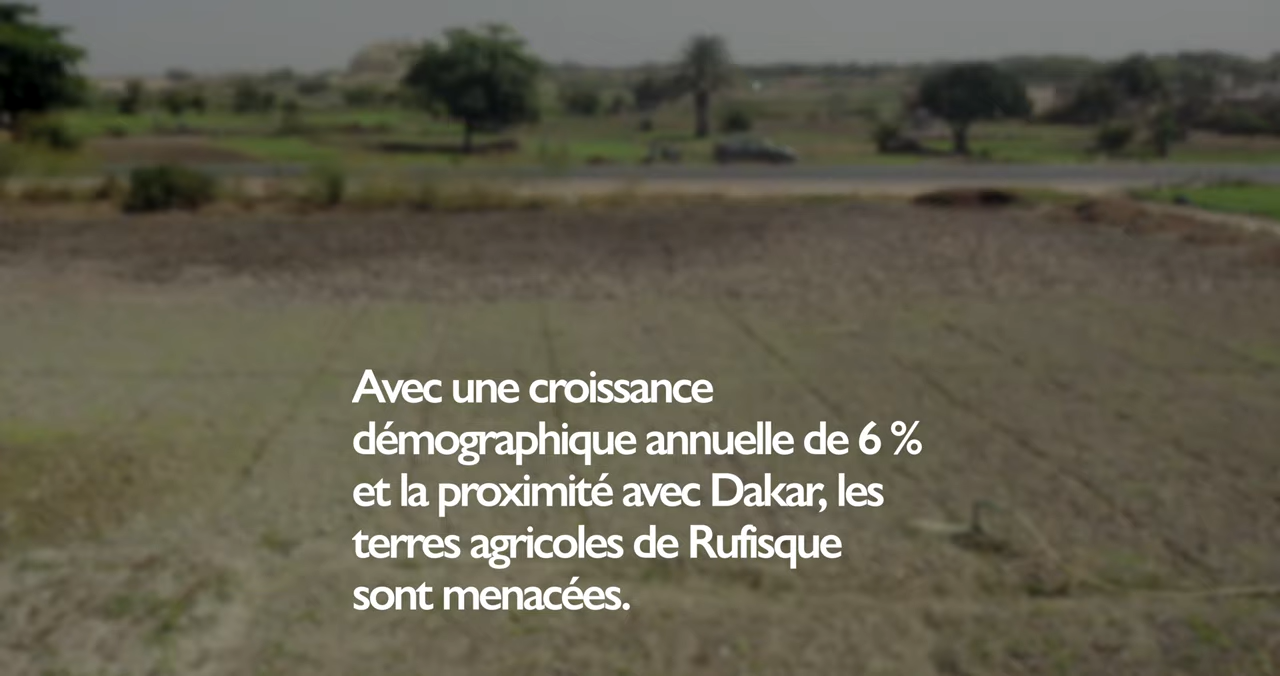 Avec une croissance
démographique annuelle de 6 %
et la proximité avec Dakar, les
terres agricoles de Rufisque
sont menacées.